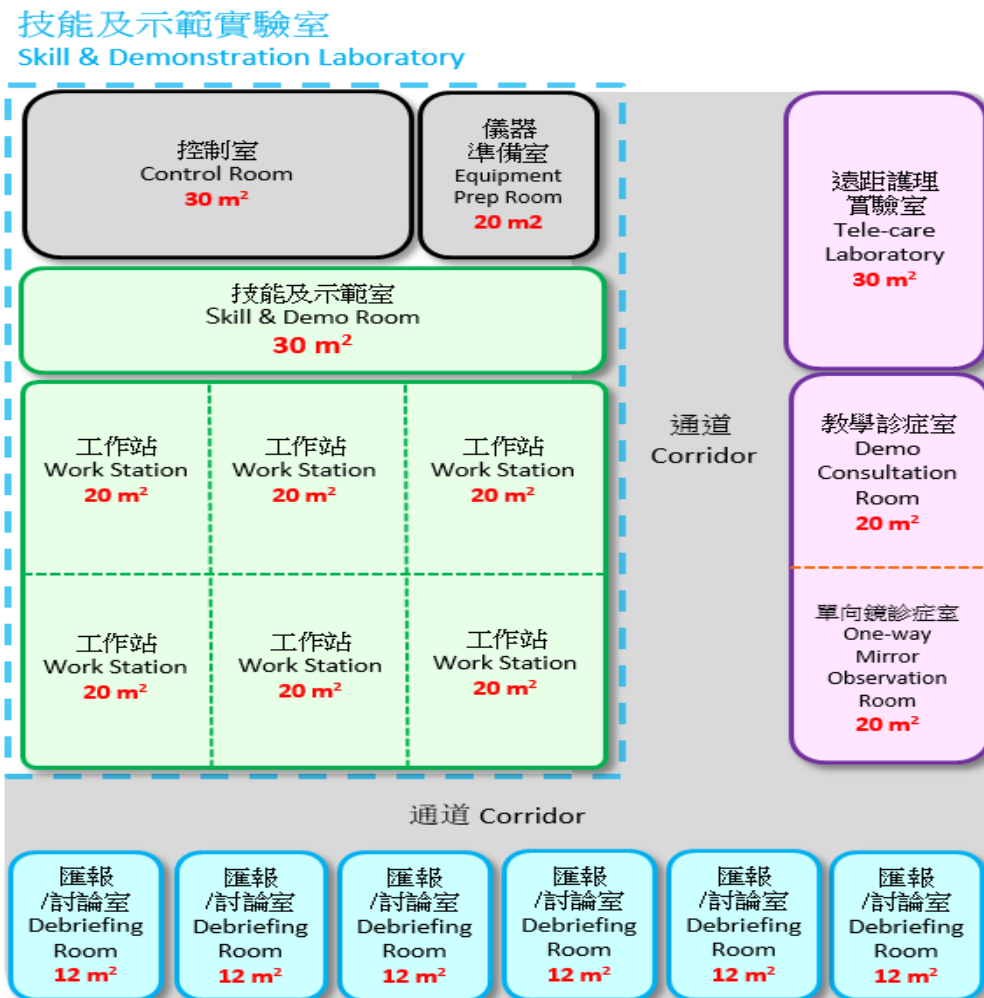 技能及示範實驗室
Skill & Demonstration Laboratory
控制室
Control Room
30 m²
儀器
準備室
Equipment
Prep Room
20 m2
遠距護理
實驗室
Tele-care
Laboratory
30 m²
技能及示範室
Skill & Demo Room
30 m²
工作站
Work Station
20 m²
工作站
Work Station
20 m²
工作站
Work Station
20 m²
通道
Corridor
教學診症室
Demo
Consultation
Room
20 m²
工作站
Work Station
20 m²
工作站
Work Station
20 m²
工作站
Work Station
20 m²
單向鏡診症室
One-way
Mirror
Observation
Room
20 m²
通道 Corridor
匯報
/討論室
Debriefing
Room
12 m²
匯報
/討論室
Debriefing
Room
12 m²
匯報
/討論室
Debriefing
Room
12 m²
匯報
/討論室
Debriefing
Room
12 m²
匯報
/討論室
Debriefing
Room
12 m²
匯報
/討論室
Debriefing
Room
12 m²